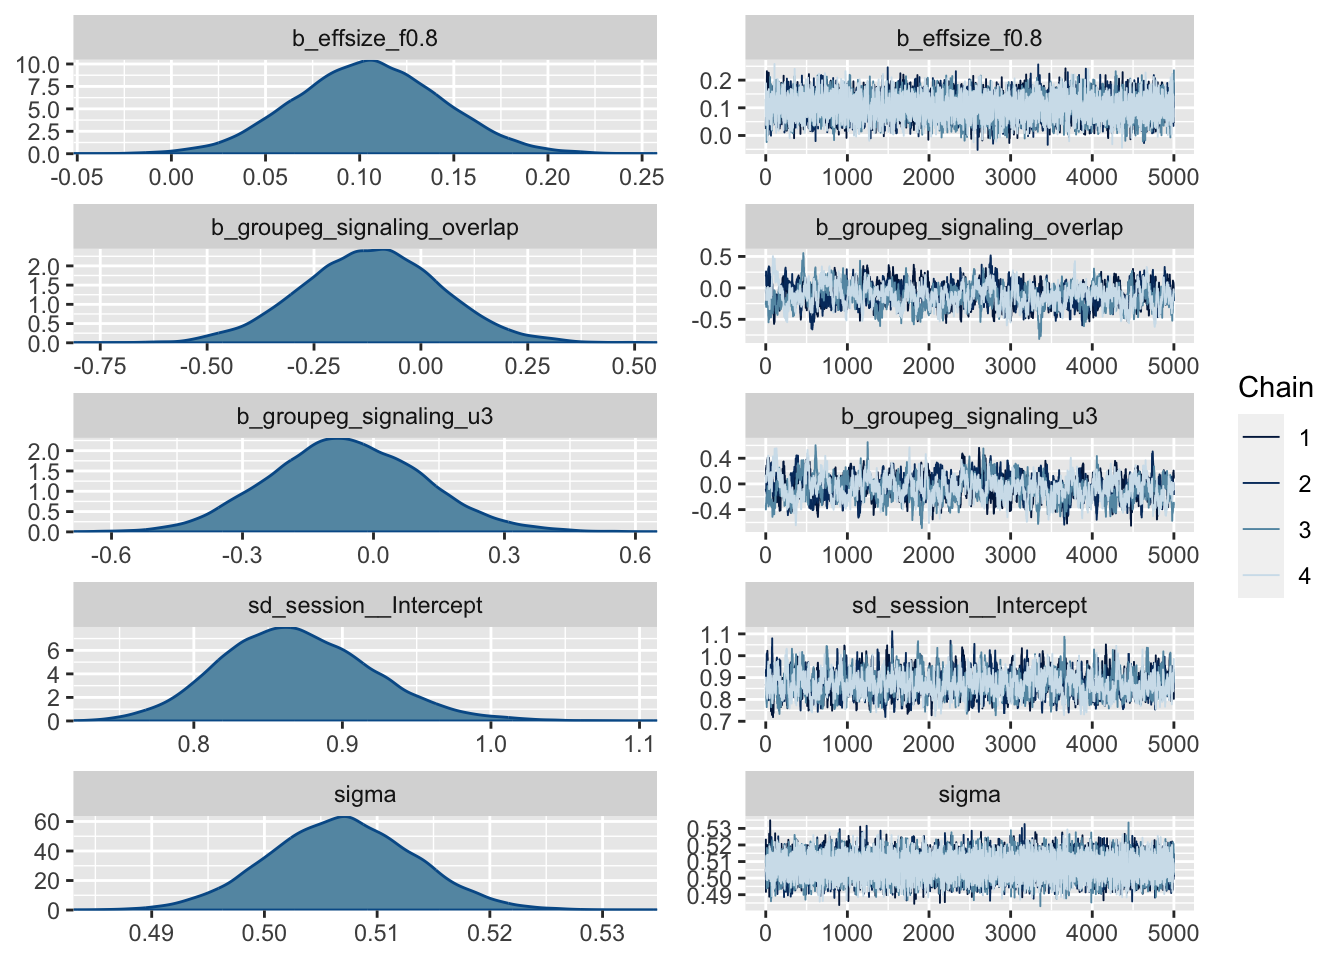 b_effsize_f0.8
10.0
7.5
5.0
2.5
0.0
-0.05 0.00 0.05 0.10 0.15 0.20 0.25
b_effsize_f0.8
0.2
0.1
0.0
0 1000 2000 3000 4000 5000
b_groupeg_signaling_overlap
2.0
1.5
1.0
0.5
0.0
-0.75 -0.50 -0.25 0.00 0.25 0.50
b_groupeg_signaling_overlap
0.5
0.0
-0.5
0 1000 2000 3000 4000 5000
b_groupeg_signaling_u3
2.0
1.5
1.0
0.5
0.0
-0.6 -0.3 0.0 0.3 0.6
b_groupeg_signaling_u3
0.4
0.0
-0.4
0 1000 2000 3000 4000 5000
sd_session__Intercept
6
4
2
0
0.8 0.9 1.0 1.1
sd_session__Intercept
1.1
1.0
0.9
0.8
0.7
0 1000 2000 3000 4000 5000
sigma
60
40
20
0
0.49 0.50 0.51 0.52 0.53
sigma
0.53
0.52
0.51
0.50
0.49
0 1000 2000 3000 4000 5000
Chain
1
2
3
4